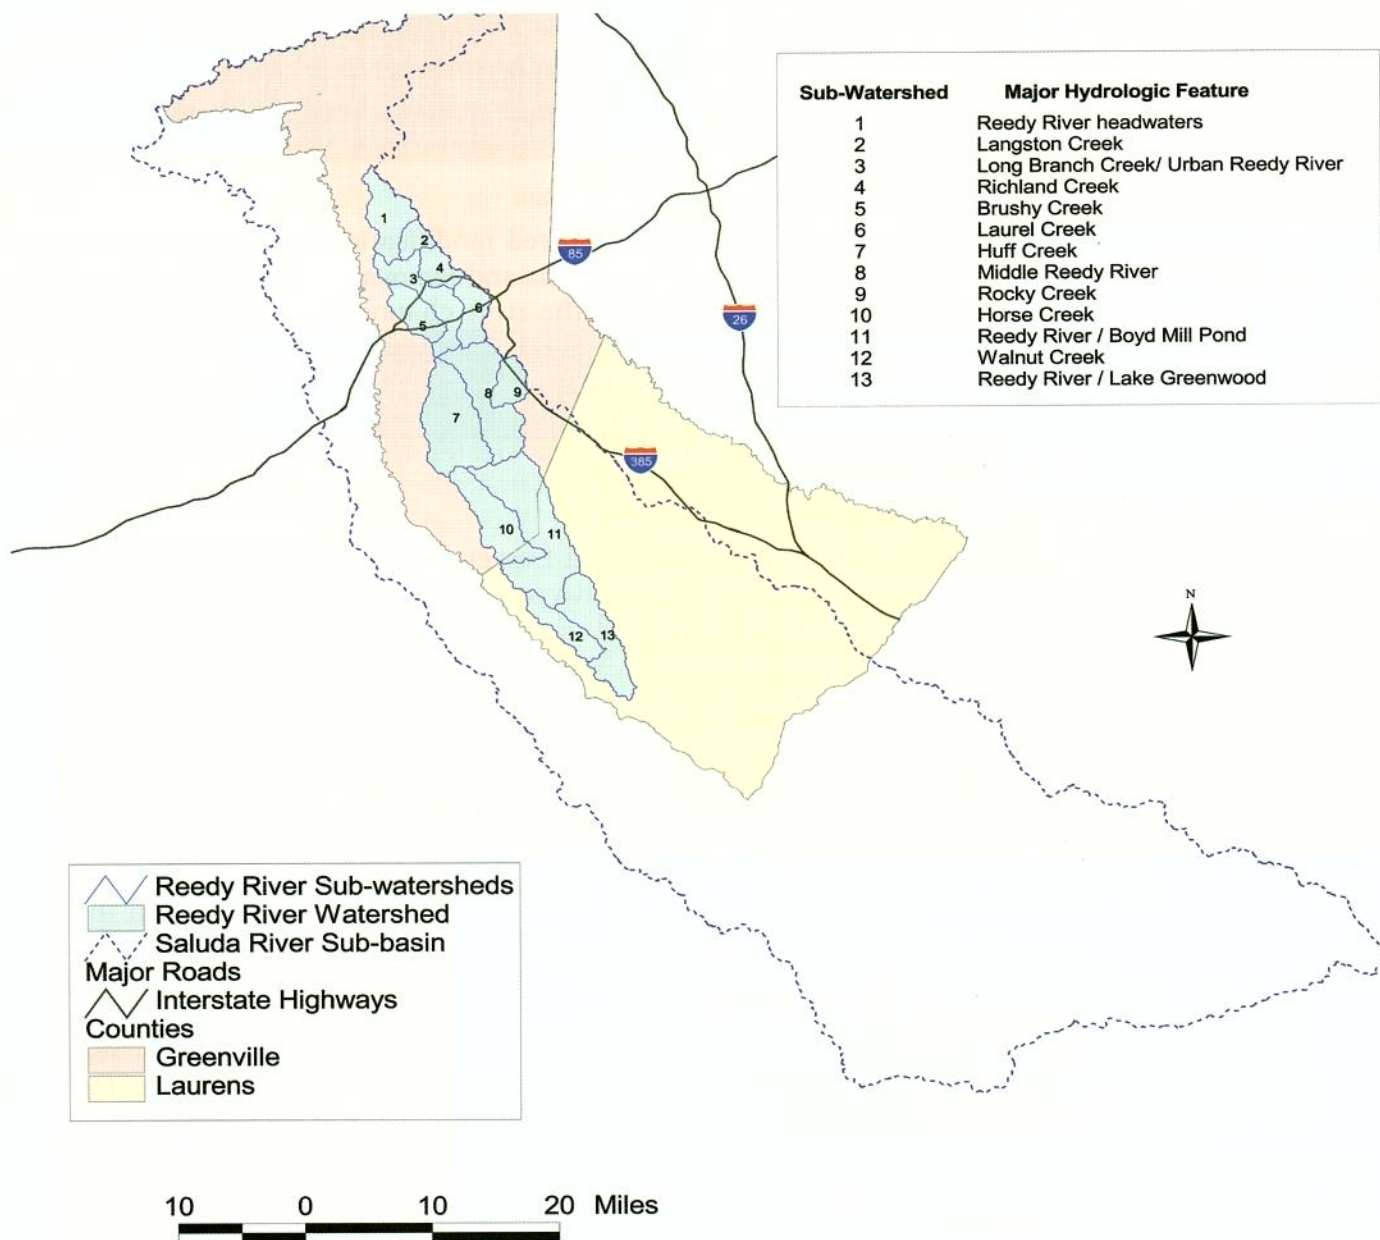 Sub-Watershed Major Hydrologic Feature
1 Reedy River headwaters
2 Langston Creek
3 Long Branch Creek/ Urban Reedy River
4 Richland Creek
5 Brushy Creek
6 Laurel Creek
7 Huff Creek
8 Middle Reedy River
9 Rocky Creek
10 Horse Creek
11 Reedy River / Boyd Mill Pond
12 Walnut Creek
13 Reedy River / Lake Greenwood
1
2
4
3
6
5
8
9
7
10
11
12
13
85
26
385
N
Reedy River Sub-watersheds
Reedy River Watershed
Saluda River Sub-basin
Major Roads
Interstate Highways
Counties
Greenville
Laurens
10 0 10 20 Miles